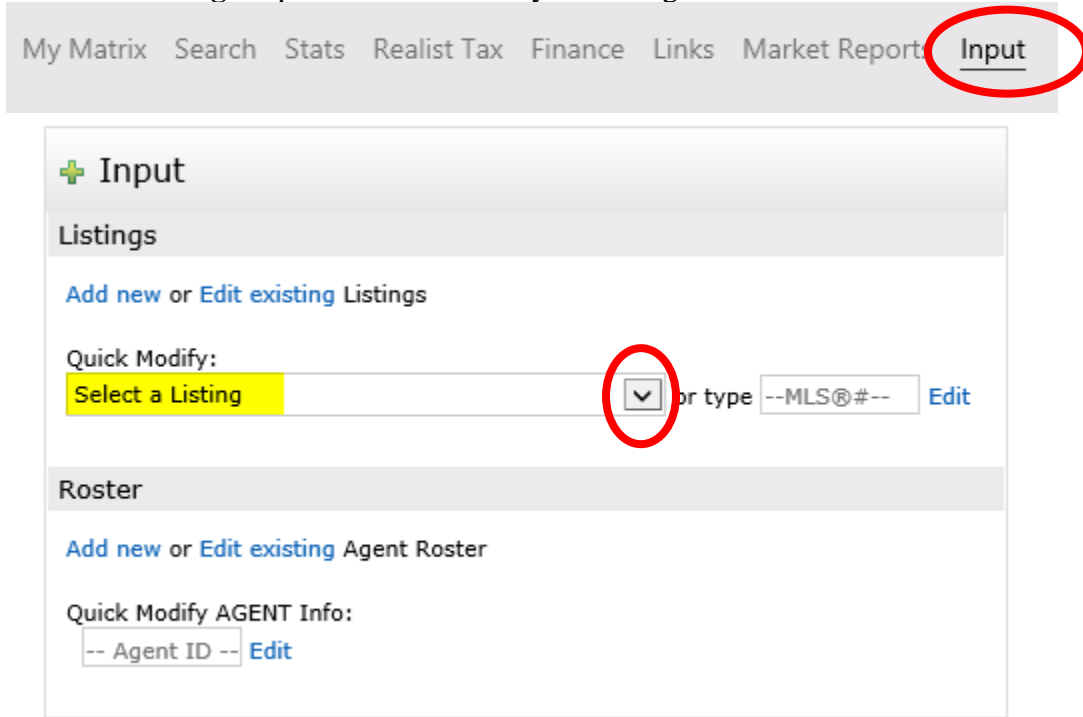 My Matrix Search Stats Realist Tax Finance Links Market Reports Input
Input
Listings
Add new or Edit existing Listings
Quick Modify:
Select a Listing or type --MLS®#-- Edit
Roster
Add new or Edit existing Agent Roster
Quick Modify AGENT Info:
-- Agent ID -- Edit